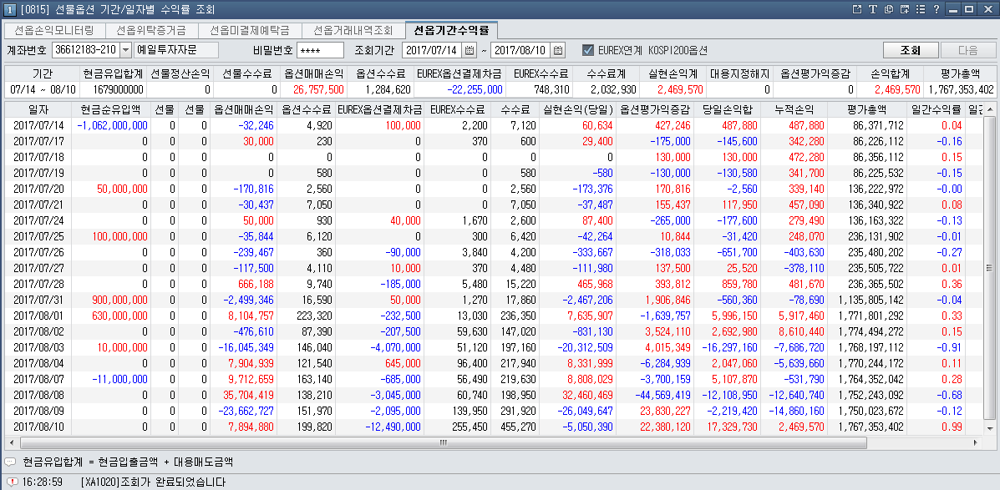 1 [0815] 선물옵션 기간/일자별 수익률 조회
선옵손익모니터링 선옵위탁증거금 선옵미결제예탁금 선옵거래내역조회 선옵기간수익률
계좌번호 36612183-210 예일투자자문 비밀번호 **** 조회기간 2017/07/14 ~ 2017/08/10 EUREX연계 KOSPI200옵션 조회 다음
기간 현금유입합계 선물정산손익 선물수수료 옵션매매손익 옵션수수료 EUREX옵션결제차금 EUREX수수료 수수료계 실현손익계 대용지정해지 옵션평가익증감 손익합계 평가총액
07/14 ~ 08/10 1679000000 0 0 26,757,500 1,284,620 -22,255,000 748,310 2,032,930 2,469,570 0 0 2,469,570 1,767,353,402
일자 현금순유입액 선물 선물 옵션매매손익 옵션수수료 EUREX옵션결제차금 EUREX수수료 수수료 실현손익(당일) 옵션평가익증감 당일손익합 누적손익 평가총액 일간수익률 일간
2017/07/14 -1,062,000,000 0 0 -32,246 4,920 100,000 2,200 7,120 60,634 427,246 487,880 487,880 86,371,712 0.04
2017/07/17 0 0 0 30,000 230 0 370 600 29,400 -175,000 -145,600 342,280 86,226,112 -0.16
2017/07/18 0 0 0 0 0 0 0 0 0 130,000 130,000 472,280 86,356,112 0.15
2017/07/19 0 0 0 0 580 0 0 580 -580 -130,000 -130,580 341,700 86,225,532 -0.15
2017/07/20 50,000,000 0 0 -170,816 2,560 0 0 2,560 -173,376 170,816 -2,560 339,140 136,222,972 -0.00
2017/07/21 0 0 0 -30,437 7,050 0 0 7,050 -37,487 155,437 117,950 457,090 136,340,922 0.08
2017/07/24 0 0 0 50,000 930 40,000 1,670 2,600 87,400 -265,000 -177,600 279,490 136,163,322 -0.13
2017/07/25 100,000,000 0 0 -35,844 6,120 0 300 6,420 -42,264 10,844 -31,420 248,070 236,131,902 -0.01
2017/07/26 0 0 0 -239,467 360 -90,000 3,840 4,200 -333,667 -318,033 -651,700 -403,630 235,480,202 -0.27
2017/07/27 0 0 0 -117,500 4,110 10,000 370 4,480 -111,980 137,500 25,520 -378,110 235,505,722 0.01
2017/07/28 0 0 0 666,188 9,740 -185,000 5,480 15,220 465,968 393,812 859,780 481,670 236,365,502 0.36
2017/07/31 900,000,000 0 0 -2,499,346 16,590 50,000 1,270 17,860 -2,467,206 1,906,846 -560,360 -78,690 1,135,805,142 -0.04
2017/08/01 630,000,000 0 0 8,104,757 223,320 -232,500 13,030 236,350 7,635,907 -1,639,757 5,996,150 5,917,460 1,771,801,292 0.33
2017/08/02 0 0 0 -476,610 87,390 -207,500 59,630 147,020 -831,130 3,524,110 2,692,980 8,610,440 1,774,494,272 0.15
2017/08/03 10,000,000 0 0 -16,045,349 146,040 -4,070,000 51,120 197,160 -20,312,509 4,015,349 -16,297,160 -7,686,720 1,768,197,112 -0.91
2017/08/04 0 0 0 7,904,939 121,540 645,000 96,400 217,940 8,331,999 -6,284,939 2,047,060 -5,639,660 1,770,244,172 0.11
2017/08/07 -11,000,000 0 0 9,712,659 163,140 -685,000 56,490 219,630 8,808,029 -3,700,159 5,107,870 -531,790 1,764,352,042 0.28
2017/08/08 0 0 0 35,704,419 138,210 -3,045,000 60,740 198,950 32,460,469 -44,569,419 -12,108,950 -12,640,740 1,752,243,092 -0.68
2017/08/09 0 0 0 -23,662,727 151,970 -2,095,000 139,950 291,920 -26,049,647 23,830,227 -2,219,420 -14,860,160 1,750,023,672 -0.12
2017/08/10 0 0 0 7,894,880 199,820 -12,490,000 255,450 455,270 -5,050,390 22,380,120 17,329,730 2,469,570 1,767,353,402 0.99
현금유입합계 = 현금입출금액 + 대용매도금액
16:28:59 [XA1020]조회가 완료되었습니다